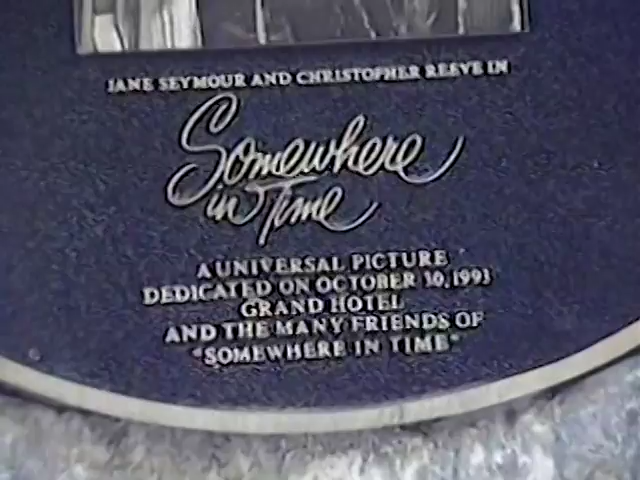 JANE SEYMOUR AND CHRISTOPHER REEVE IN
Somewhere
in Time
A UNIVERSAL PICTURE
DEDICATED ON OCTOBER 30, 1993
GRAND HOTEL
AND THE MANY FRIENDS OF
"SOMEWHERE IN TIME"